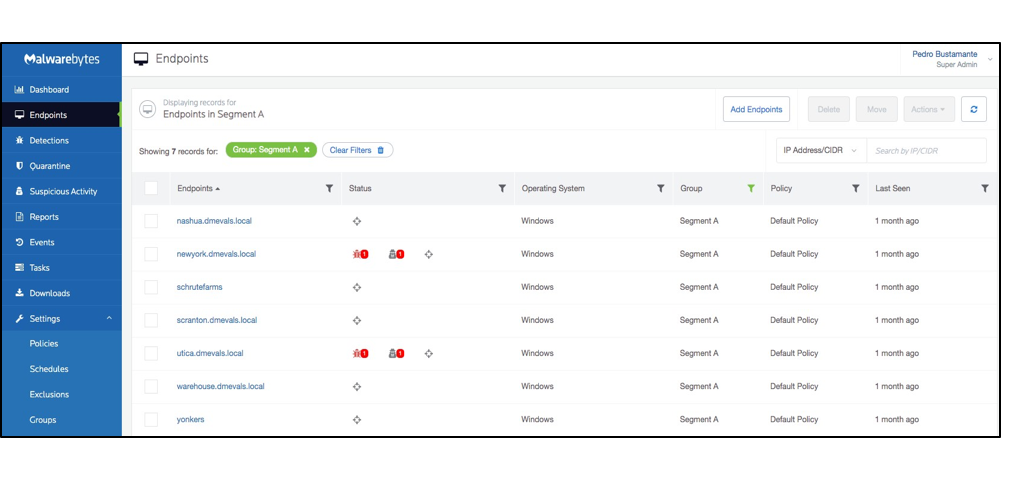 Malwarebytes
Endpoints
Pedro Bustamante
Super Admin
Dashboard
Endpoints
Detections
Quarantine
Suspicious Activity
Reports
Events
Tasks
Downloads
Settings
Policies
Schedules
Exclusions
Groups
Displaying records for
Endpoints in Segment A
Add Endpoints Delete Move Actions
Showing 7 records for: Group: Segment A × Clear Filters
IP Address/CIDR Search by IP/CIDR
Endpoints Status Operating System Group Policy Last Seen
nashua.dmevals.local Windows Segment A Default Policy 1 month ago
newyork.dmevals.local 1 1 Windows Segment A Default Policy 1 month ago
schrutefarms Windows Segment A Default Policy 1 month ago
scranton.dmevals.local Windows Segment A Default Policy 1 month ago
utica.dmevals.local 1 1 Windows Segment A Default Policy 1 month ago
warehouse.dmevals.local Windows Segment A Default Policy 1 month ago
yonkers Windows Segment A Default Policy 1 month ago